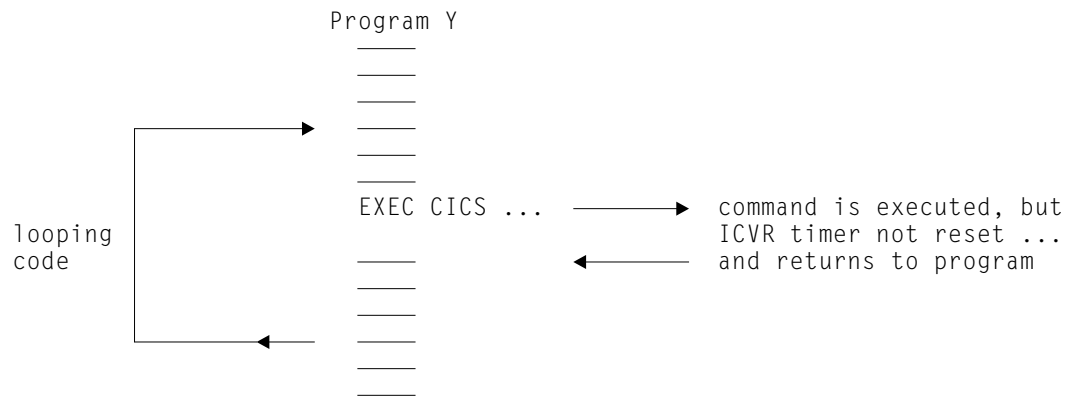 Program Y
EXEC CICS ...
command is executed, but
ICVR timer not reset ...
and returns to program
looping
code